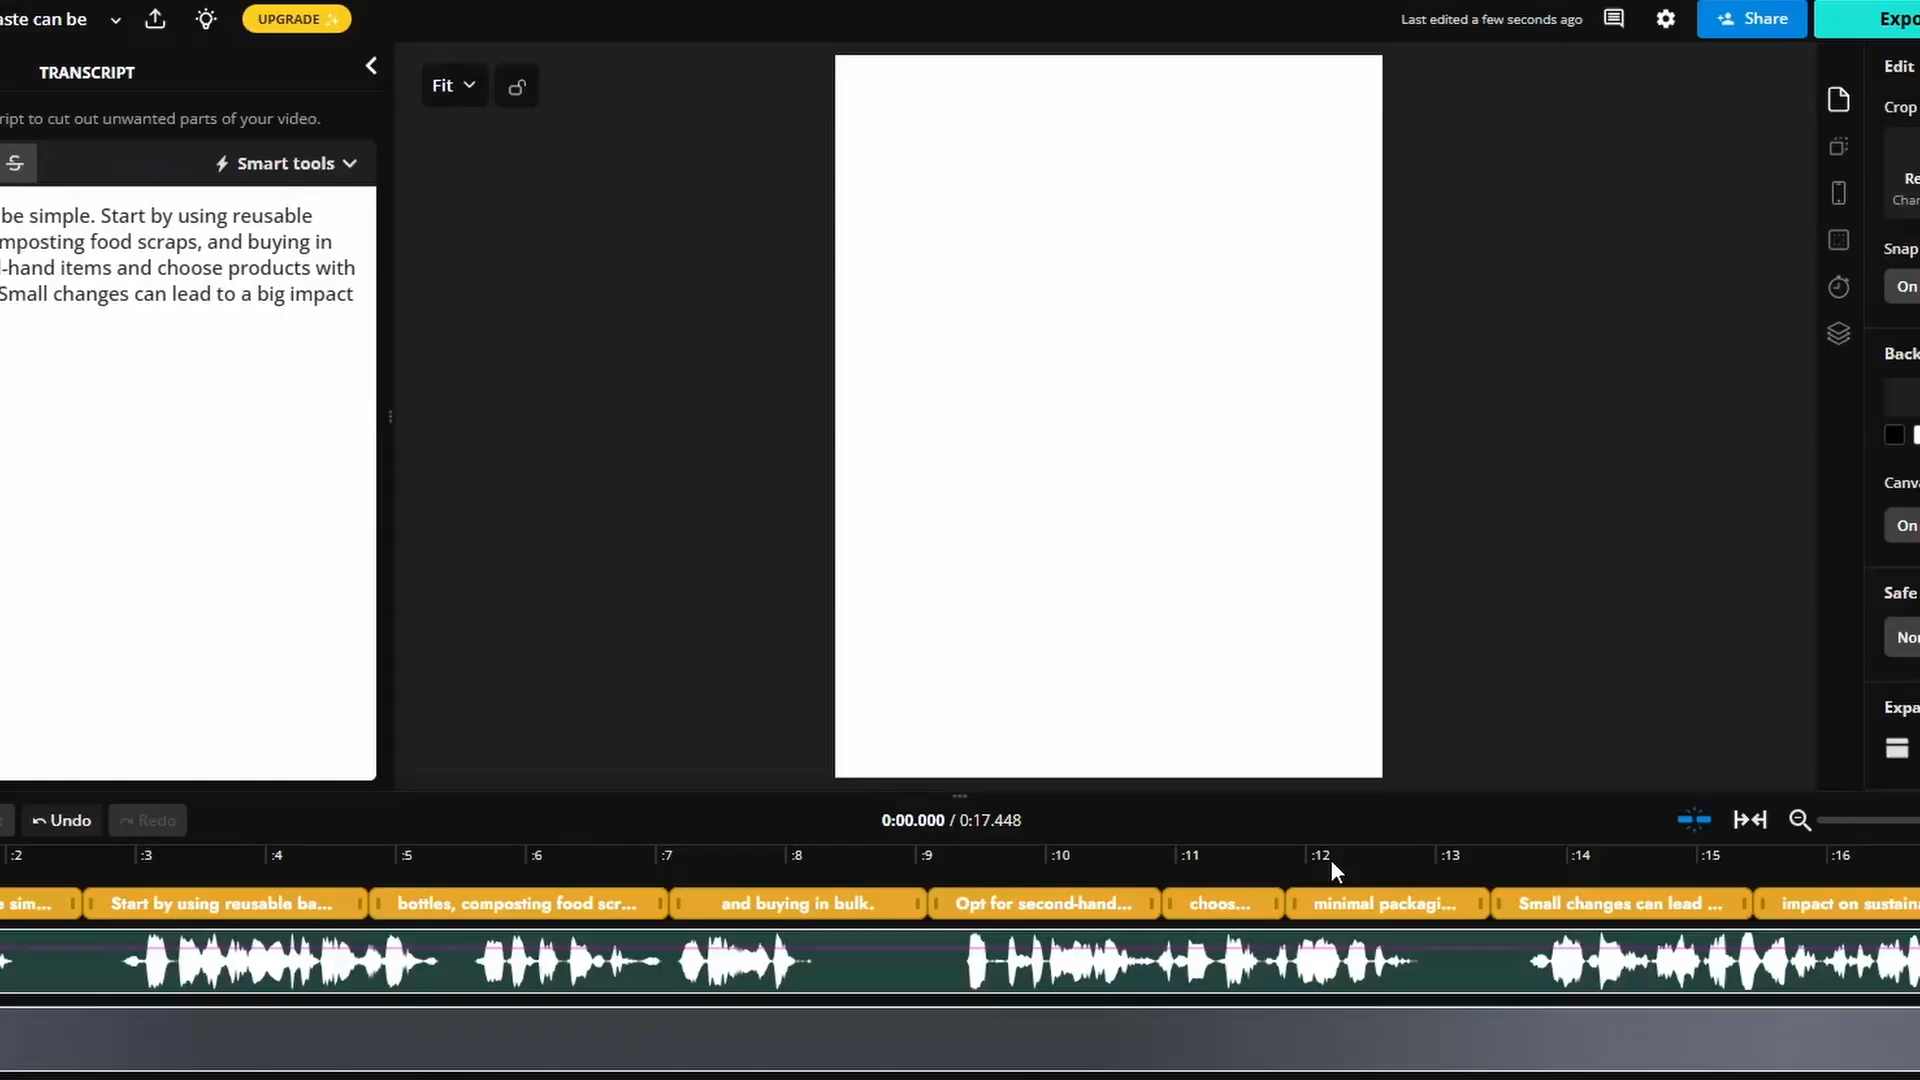 aste can be
UPGRADE
Last edited a few seconds ago
Share
Expo
TRANSCRIPT
ript to cut out unwanted parts of your video.
Smart tools
be simple. Start by using reusable
mposting food scraps, and buying in
-hand items and choose products with
Small changes can lead to a big impact
Fit
Edit
Crop
Re
Char
Snap
On
Back
Canva
On
Safe
Non
Expa
Undo
Redo
0:00.000 / 0:17.448
:2 :3 :4 :5 :6 :7 :8 :9 :10 :11 :12 :13 :14 :15 :16
e sim... Start by using reusable ba... bottles, composting food scr... and buying in bulk. Opt for second-hand... choos... minimal packagi... Small changes can lead ... impact on sustaina